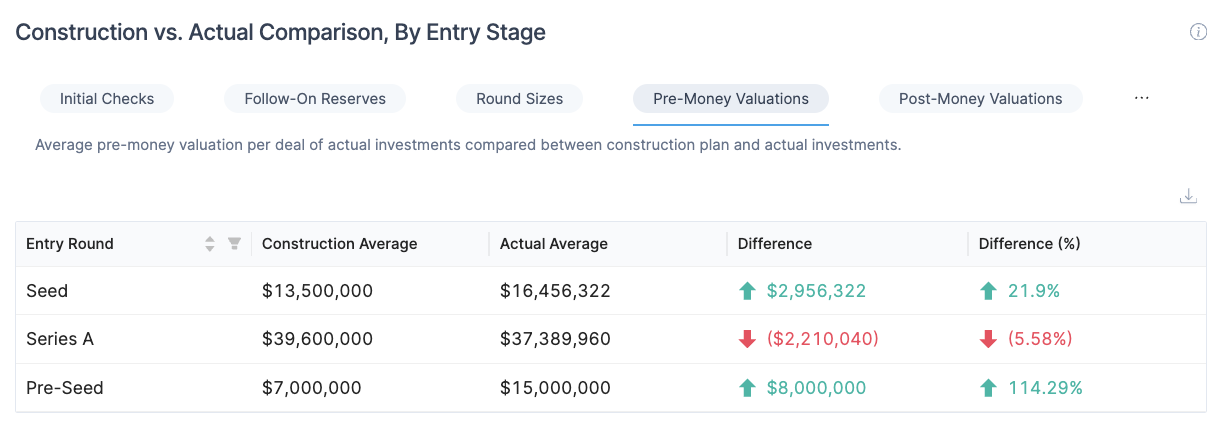 Construction vs. Actual Comparison, By Entry Stage
Initial Checks Follow-On Reserves Round Sizes Pre-Money Valuations Post-Money Valuations ...
Average pre-money valuation per deal of actual investments compared between construction plan and actual investments.
Entry Round Construction Average Actual Average Difference Difference (%)
Seed $13,500,000 $16,456,322 $2,956,322 21.9%
Series A $39,600,000 $37,389,960 ($2,210,040) (5.58%)
Pre-Seed $7,000,000 $15,000,000 $8,000,000 114.29%